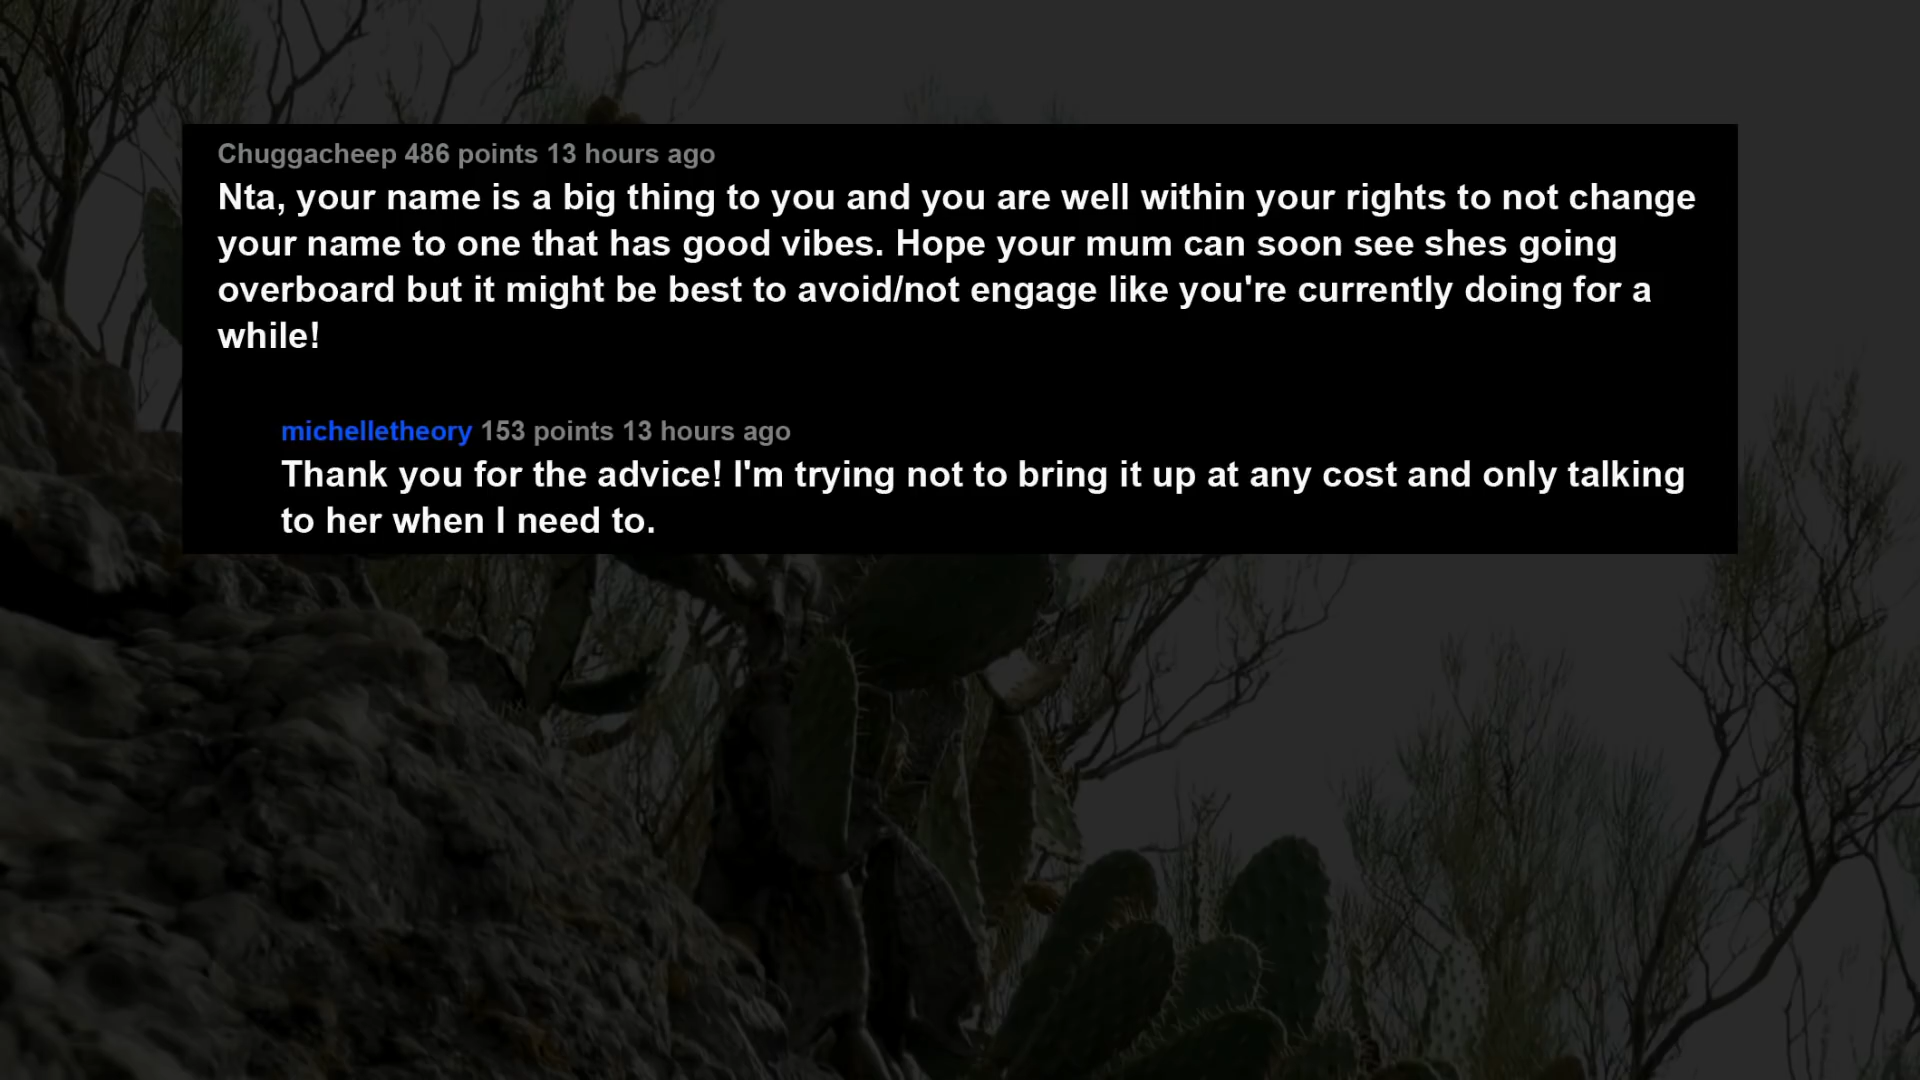 Chuggacheep 486 points 13 hours ago
Nta, your name is a big thing to you and you are well within your rights to not change
your name to one that has good vibes. Hope your mum can soon see shes going
overboard but it might be best to avoid/not engage like you're currently doing for a
while!
michelletheory 153 points 13 hours ago
Thank you for the advice! I'm trying not to bring it up at any cost and only talking
to her when I need to.